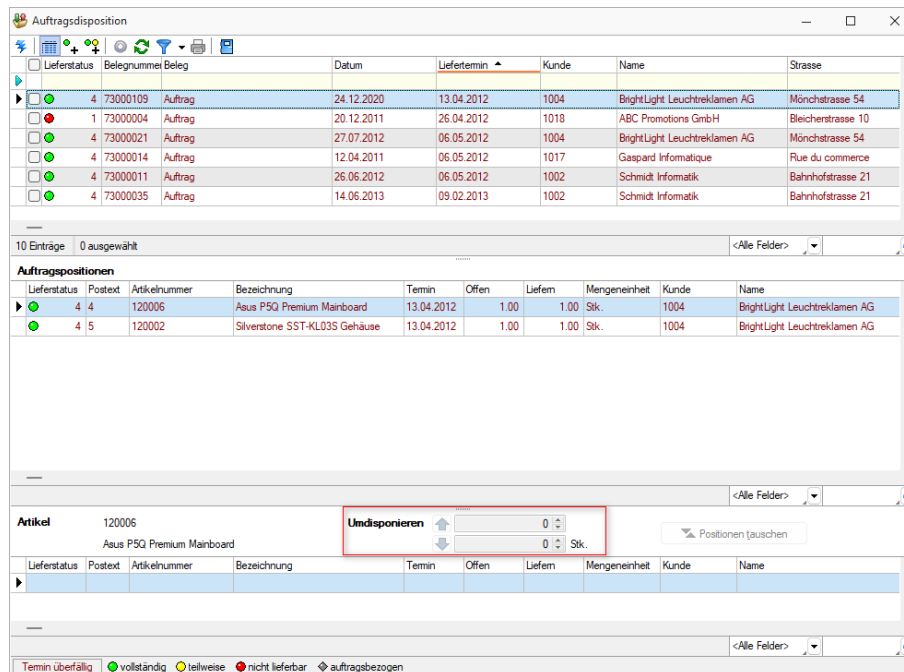 Auftragsdisposition
Lieferstatus Belegnummer Beleg Datum Liefertermin Kunde Name Strasse
4 73000109 Auftrag 24.12.2020 13.04.2012 1004 BrightLight Leuchtreklamen AG Mönchstrasse 54
1 73000004 Auftrag 20.12.2011 26.04.2012 1018 ABC Promotions GmbH Bleicherstrasse 10
4 73000021 Auftrag 27.07.2012 06.05.2012 1004 BrightLight Leuchtreklamen AG Mönchstrasse 54
4 73000014 Auftrag 12.04.2011 06.05.2012 1017 Gaspard Informatique Rue du commerce
4 73000011 Auftrag 26.06.2012 06.05.2012 1002 Schmidt Informatik Bahnhofstrasse 21
4 73000035 Auftrag 14.06.2013 09.02.2013 1002 Schmidt Informatik Bahnhofstrasse 21
10 Einträge 0 ausgewählt <Alle Felder>
Auftragspositionen
Lieferstatus Postext Artikelnummer Bezeichnung Termin Offen Liefern Mengeneinheit Kunde Name
4 4 120006 Asus P5Q Premium Mainboard 13.04.2012 1.00 1.00 Stk. 1004 BrightLight Leuchtreklamen AG
4 5 120002 Silverstone SST-KL03S Gehäuse 13.04.2012 1.00 1.00 Stk. 1004 BrightLight Leuchtreklamen AG
<Alle Felder>
Artikel 120006 Umdisponieren 0
Asus P5Q Premium Mainboard 0 Stk. Positionen tauschen
Lieferstatus Postext Artikelnummer Bezeichnung Termin Offen Liefern Mengeneinheit Kunde Name
<Alle Felder>
Termin überfällig vollständig teilweise nicht lieferbar auftragsbezogen